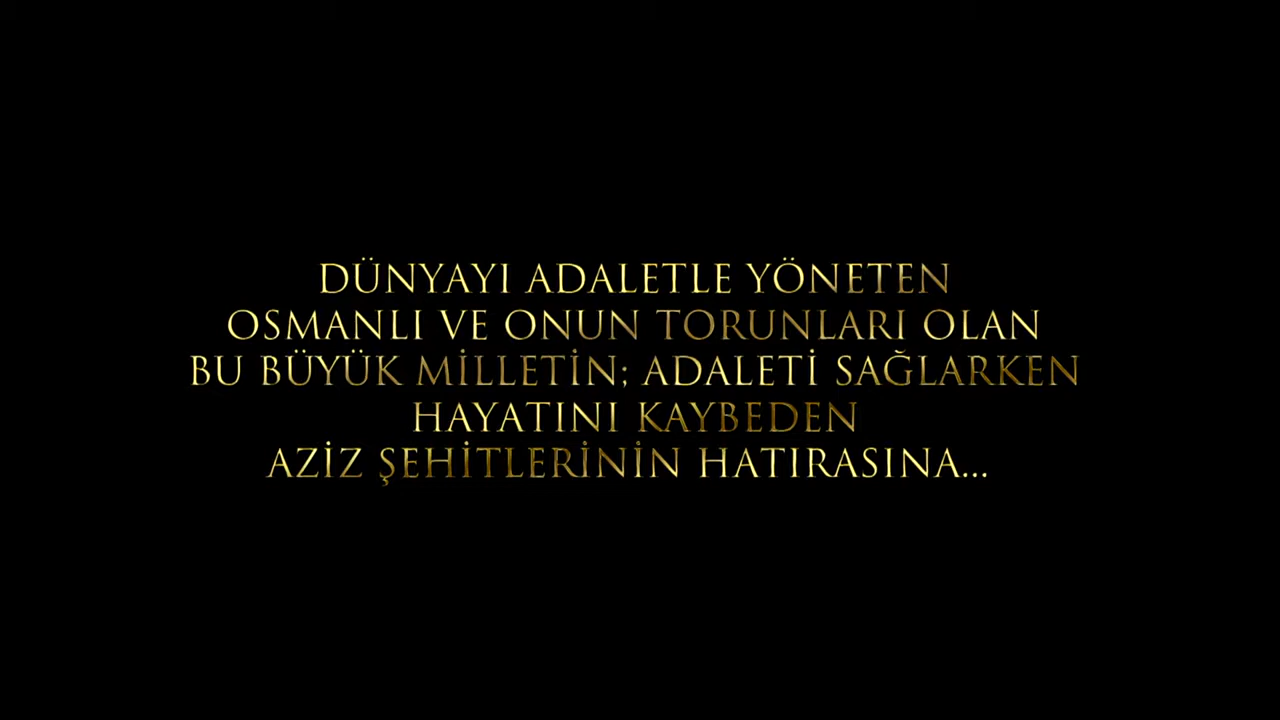 DÜNYAYI ADALETLE YÖNETEN
OSMANLI VE ONUN TORUNLARI OLAN
BU BÜYÜK MİLLETİN; ADALETİ SAĞLARKEN
HAYATINI KAYBEDEN
AZİZ ŞEHİTLERİNİN HATIRASINA...